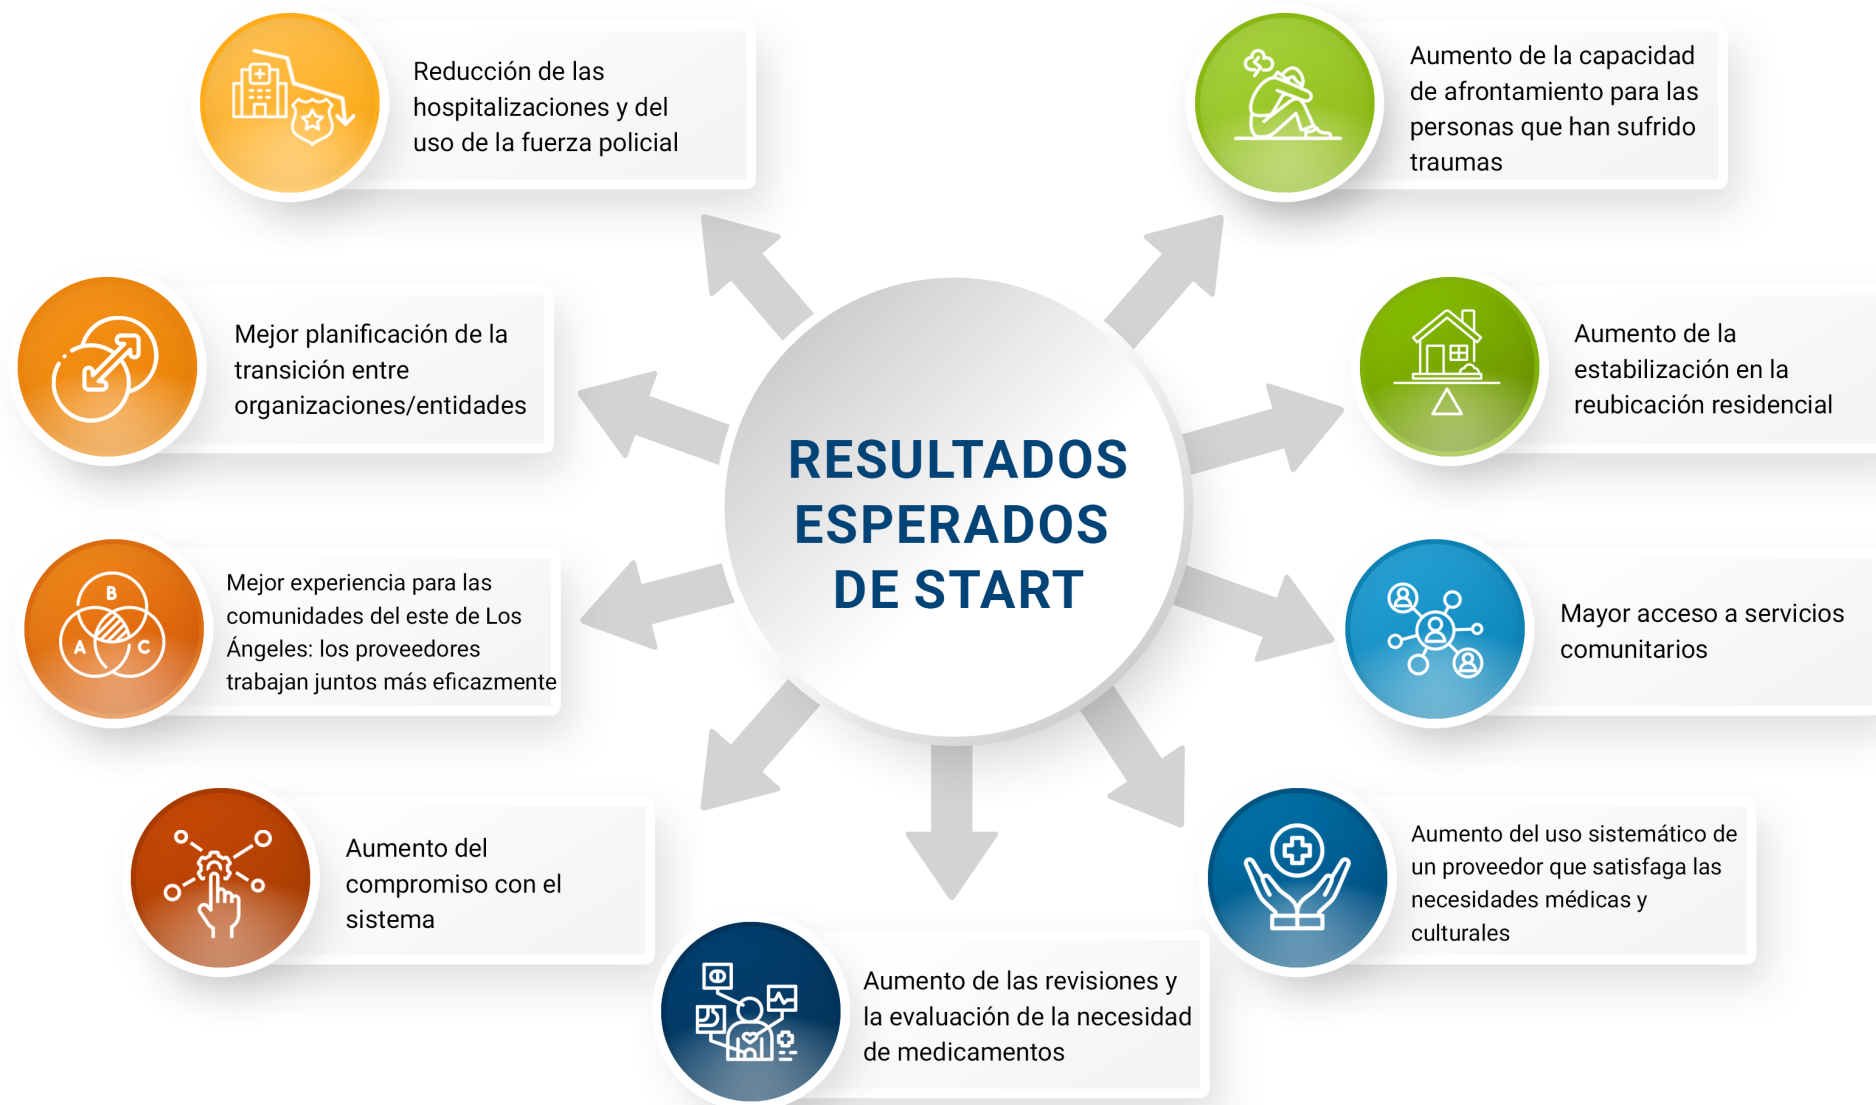 Reducción de las
hospitalizaciones y del
uso de la fuerza policial
Aumento de la capacidad
de afrontamiento para las
personas que han sufrido
traumas
Mejor planificación de la
transición entre
organizaciones/entidades
Aumento de la
estabilización en la
reubicación residencial
RESULTADOS
ESPERADOS
DE START
B
A
C
Mejor experiencia para las
comunidades del este de Los
Ángeles: los proveedores
trabajan juntos más eficazmente
Mayor acceso a servicios
comunitarios
Aumento del
compromiso con el
sistema
Aumento del uso sistemático de
un proveedor que satisfaga las
necesidades médicas y
culturales
Aumento de las revisiones y
la evaluación de la necesidad
de medicamentos